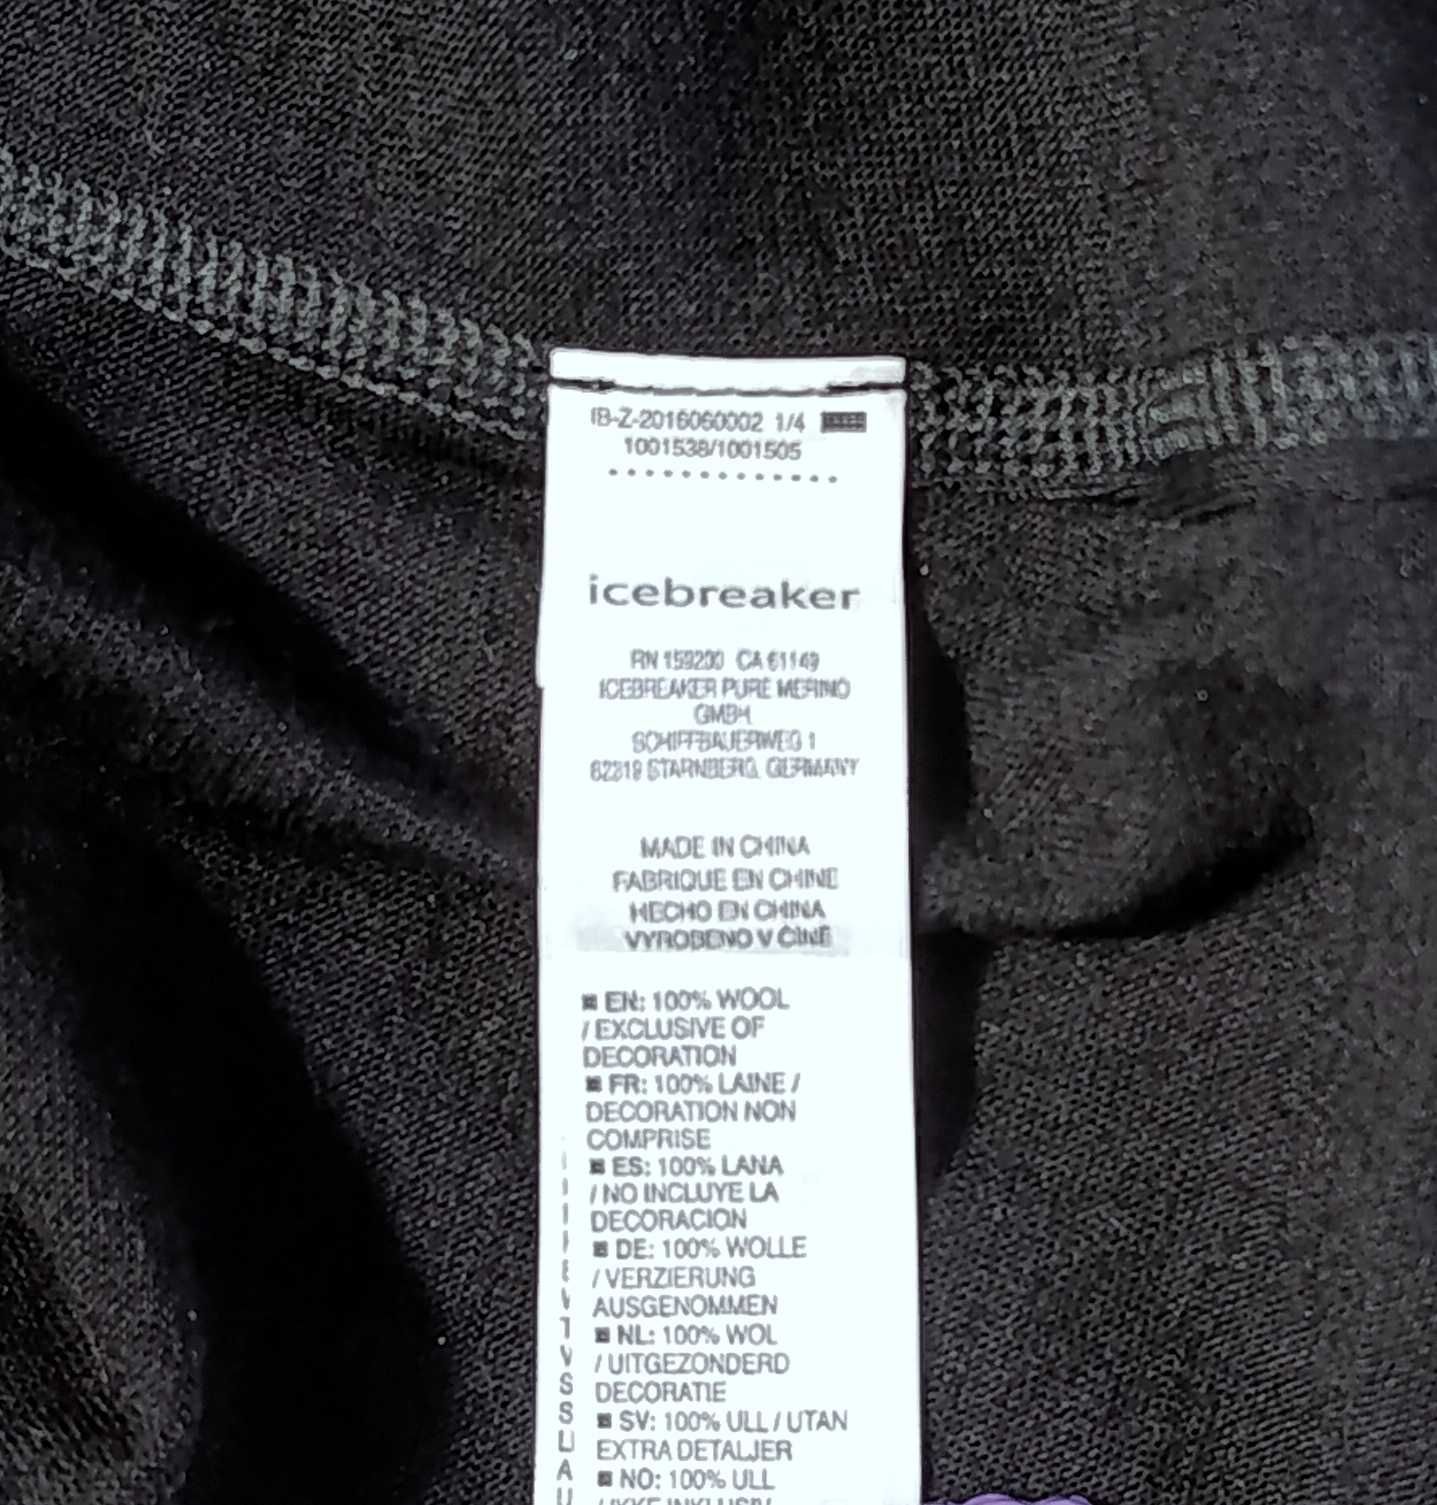 IB-Z-2016060002 1/4
1001538/1001505
icebreaker
RN 159200 CA 61149
ICEBREAKER PURE MERINO
GMBH
SCHIFFBAUERWEG 1
82319 STARNBERG, GERMANY
MADE IN CHINA
FABRIQUE EN CHINE
HECHO EN CHINA
VYROBENO V ČÍNĚ
EN: 100% WOOL
/ EXCLUSIVE OF
DECORATION
FR: 100% LAINE /
DECORATION NON
COMPRISE
ES: 100% LANA
/ NO INCLUYE LA
DECORACION
DE: 100% WOLLE
/ VERZIERUNG
AUSGENOMMEN
NL: 100% WOL
/ UITGEZONDERD
DECORATIE
SV: 100% ULL / UTAN
EXTRA DETALJER
NO: 100% ULL